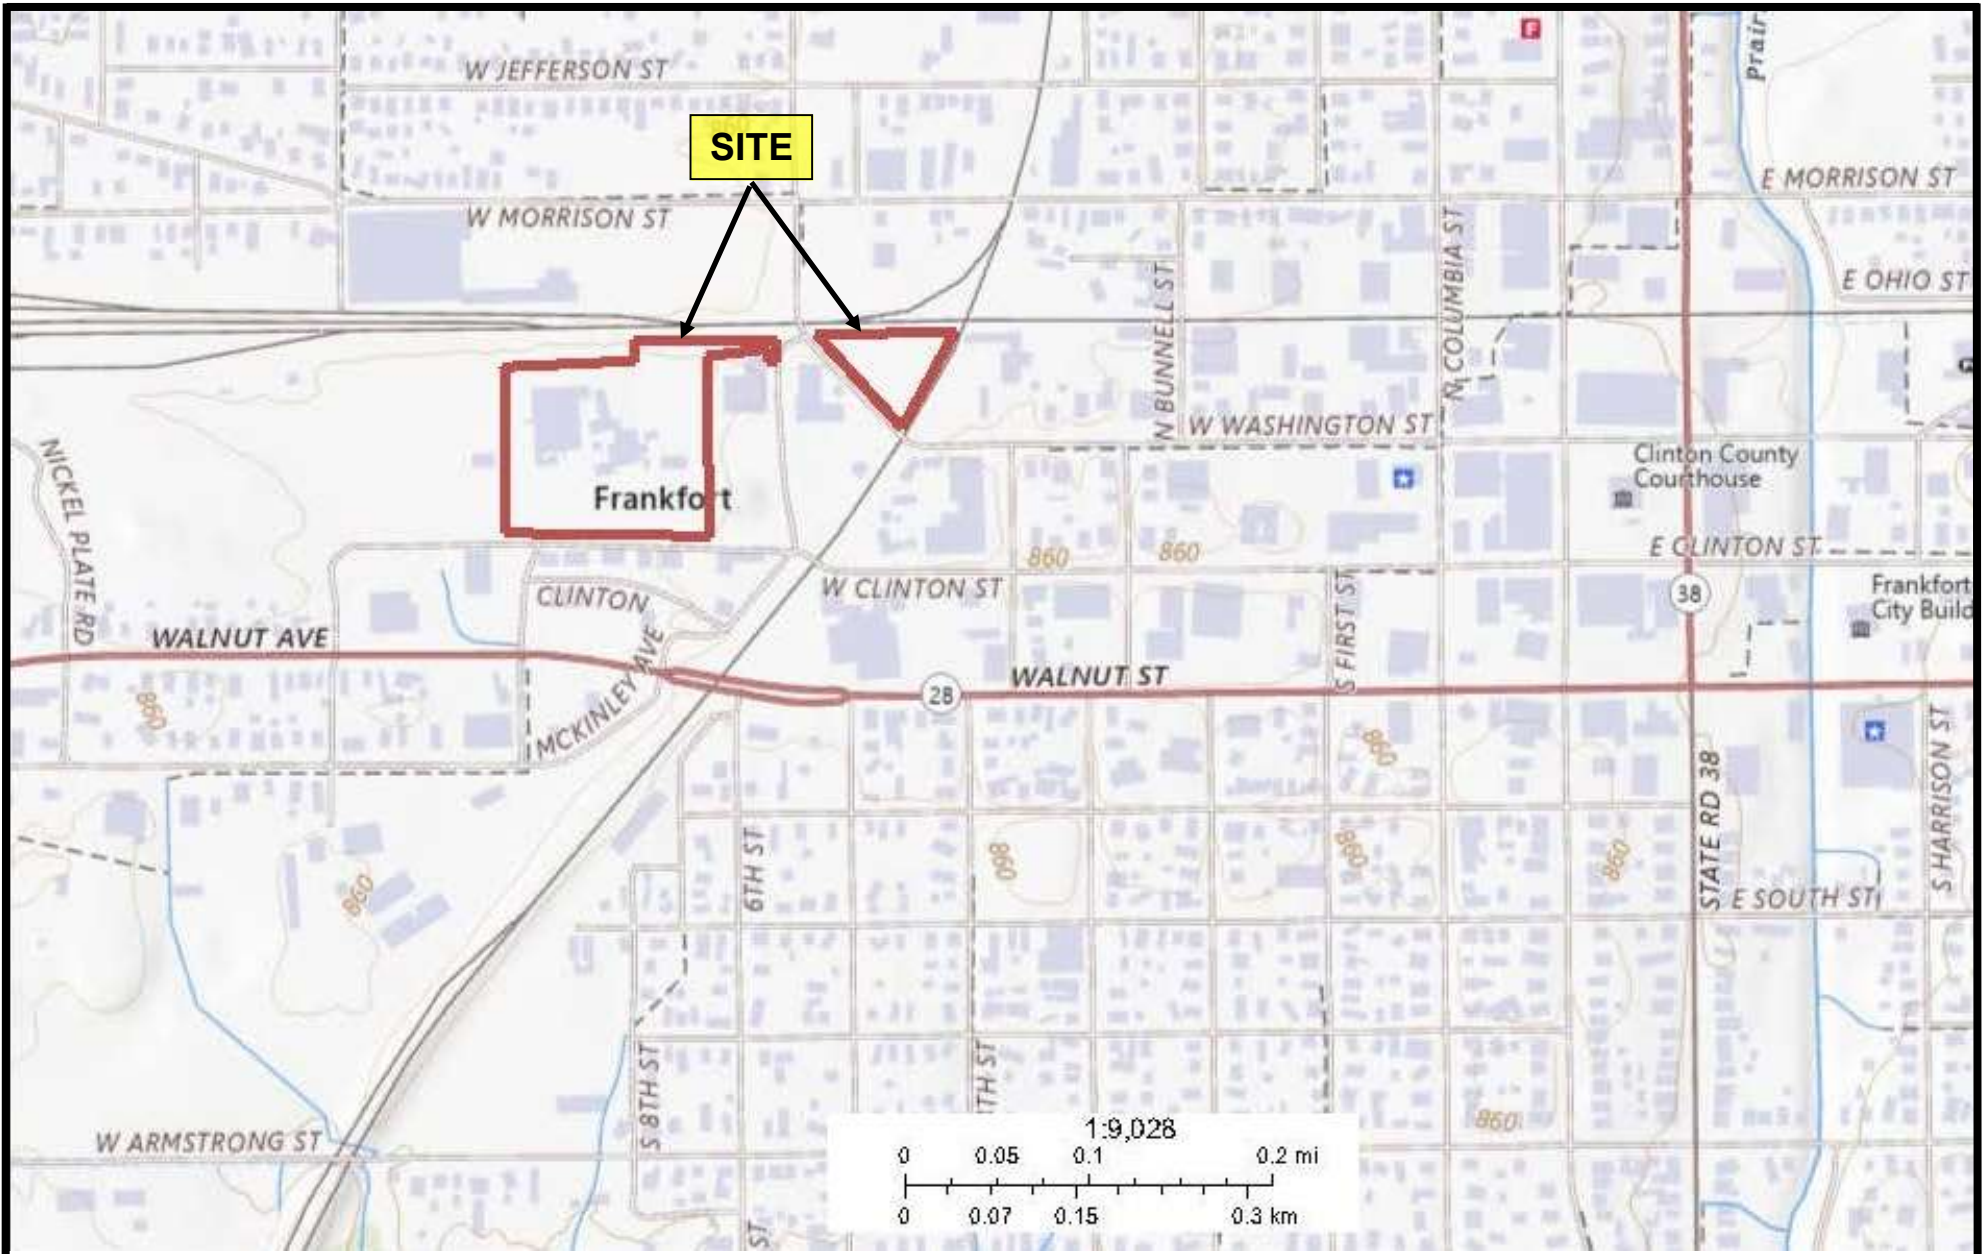 Prair
W JEFFERSON ST
SITE
E MORRISON ST
W MORRISON ST
E OHIO ST
N BUNNELL ST
N COLUMBIA ST
W WASHINGTON ST
NICKEL PLATE RD
Clinton County
Courthouse
Frankfort
860
860
E CLINTON ST
CLINTON
W CLINTON ST
S FIRST ST
38
Frankfort
City Build
WALNUT AVE
MCKINLEY AVE
WALNUT ST
28
860
860
STATE RD 38
S HARRISON ST
6TH ST
860
860
860
860
E SOUTH ST
S 8TH ST
TH ST
W ARMSTRONG ST
860
1:9,028
0 0.05 0.1 0.2 mi
0 0.07 0.15 0.3 km
ST